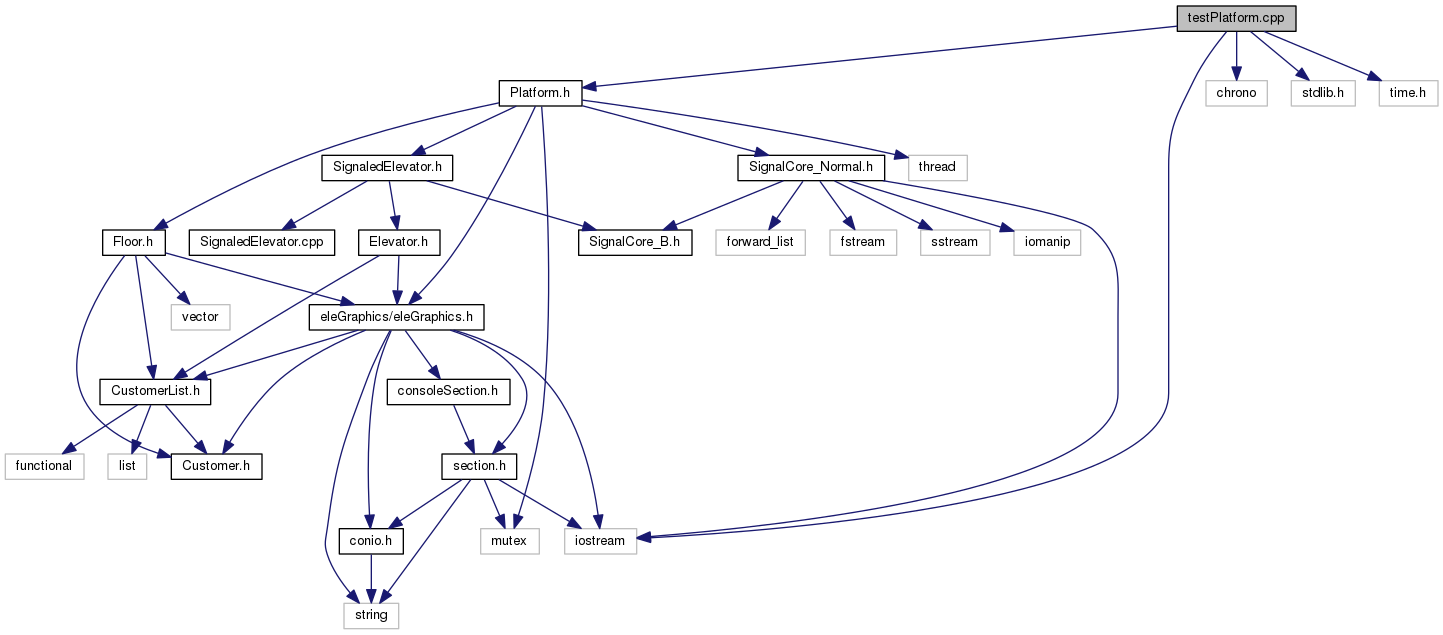 testPlatform.cpp
Platform.h
chrono
stdlib.h
time.h
SignaledElevator.h
SignalCore_Normal.h
thread
Floor.h
SignaledElevator.cpp
Elevator.h
SignalCore_B.h
forward_list
fstream
sstream
iomanip
vector
eleGraphics/eleGraphics.h
CustomerList.h
consoleSection.h
functional
list
Customer.h
section.h
conio.h
mutex
iostream
string